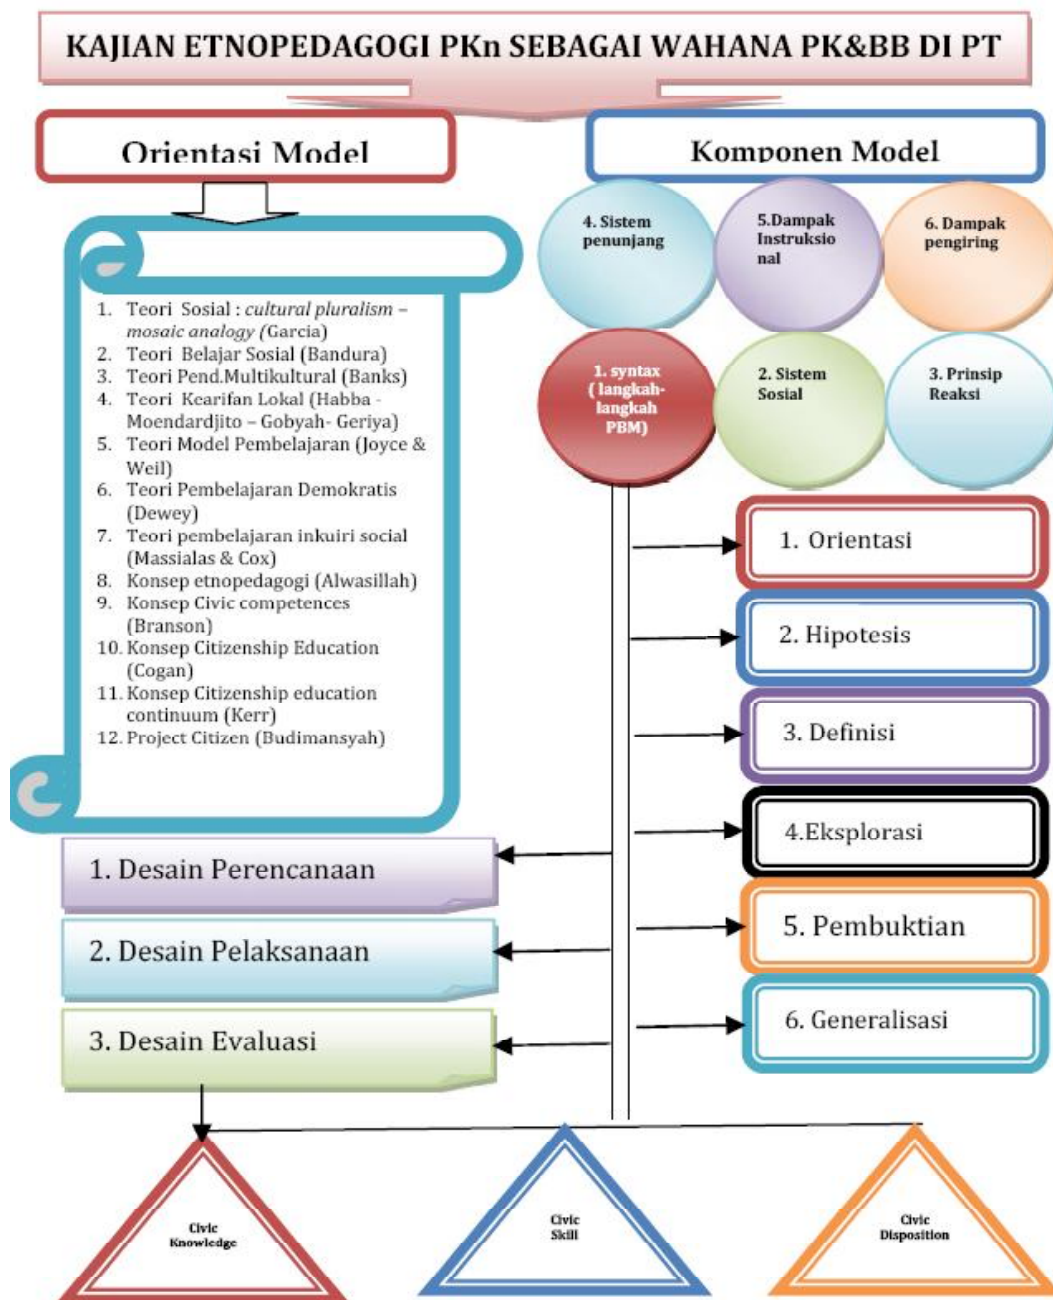 KAJIAN ETNOPEDAGOGI PKn SEBAGAI WAHANA PK&BB DI PT
Orientasi Model
Komponen Model
4. Sistem
penunjang
5.Dampak
Instruksio
nal
6. Dampak
pengiring
1. syntax
( langkah-
langkah
PBM)
2. Sistem
Sosial
3. Prinsip
Reaksi
1. Teori Sosial : cultural pluralism –
mosaic analogy (Garcia)
2. Teori Belajar Sosial (Bandura)
3. Teori Pend.Multikultural (Banks)
4. Teori Kearifan Lokal (Habba -
Moendardjito – Gobyah- Geriya)
5. Teori Model Pembelajaran (Joyce &
Weil)
6. Teori Pembelajaran Demokratis
(Dewey)
7. Teori pembelajaran inkuiri social
(Massialas & Cox)
8. Konsep etnopedagogi (Alwasillah)
9. Konsep Civic competences
(Branson)
10. Konsep Citizenship Education
(Cogan)
11. Konsep Citizenship education
continuum (Kerr)
12. Project Citizen (Budimansyah)
1. Orientasi
2. Hipotesis
3. Definisi
4.Eksplorasi
5. Pembuktian
6. Generalisasi
1. Desain Perencanaan
2. Desain Pelaksanaan
3. Desain Evaluasi
Civic
Knowledge
Civic
Skill
Civic
Disposition